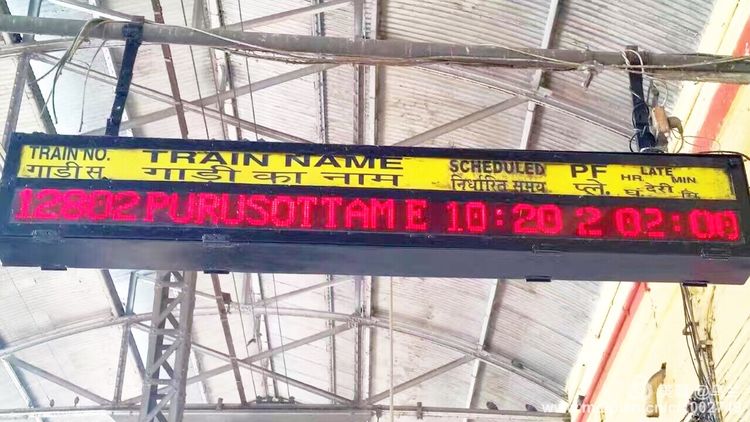 TRAIN NO. TRAIN NAME SCHEDULED PF HR LATE MIN
गाडी स. गाडी का नाम निर्धारित समय प्ले. घं. देरी मि.
12802 PURUSOTTAM E 10:20 2 02:00